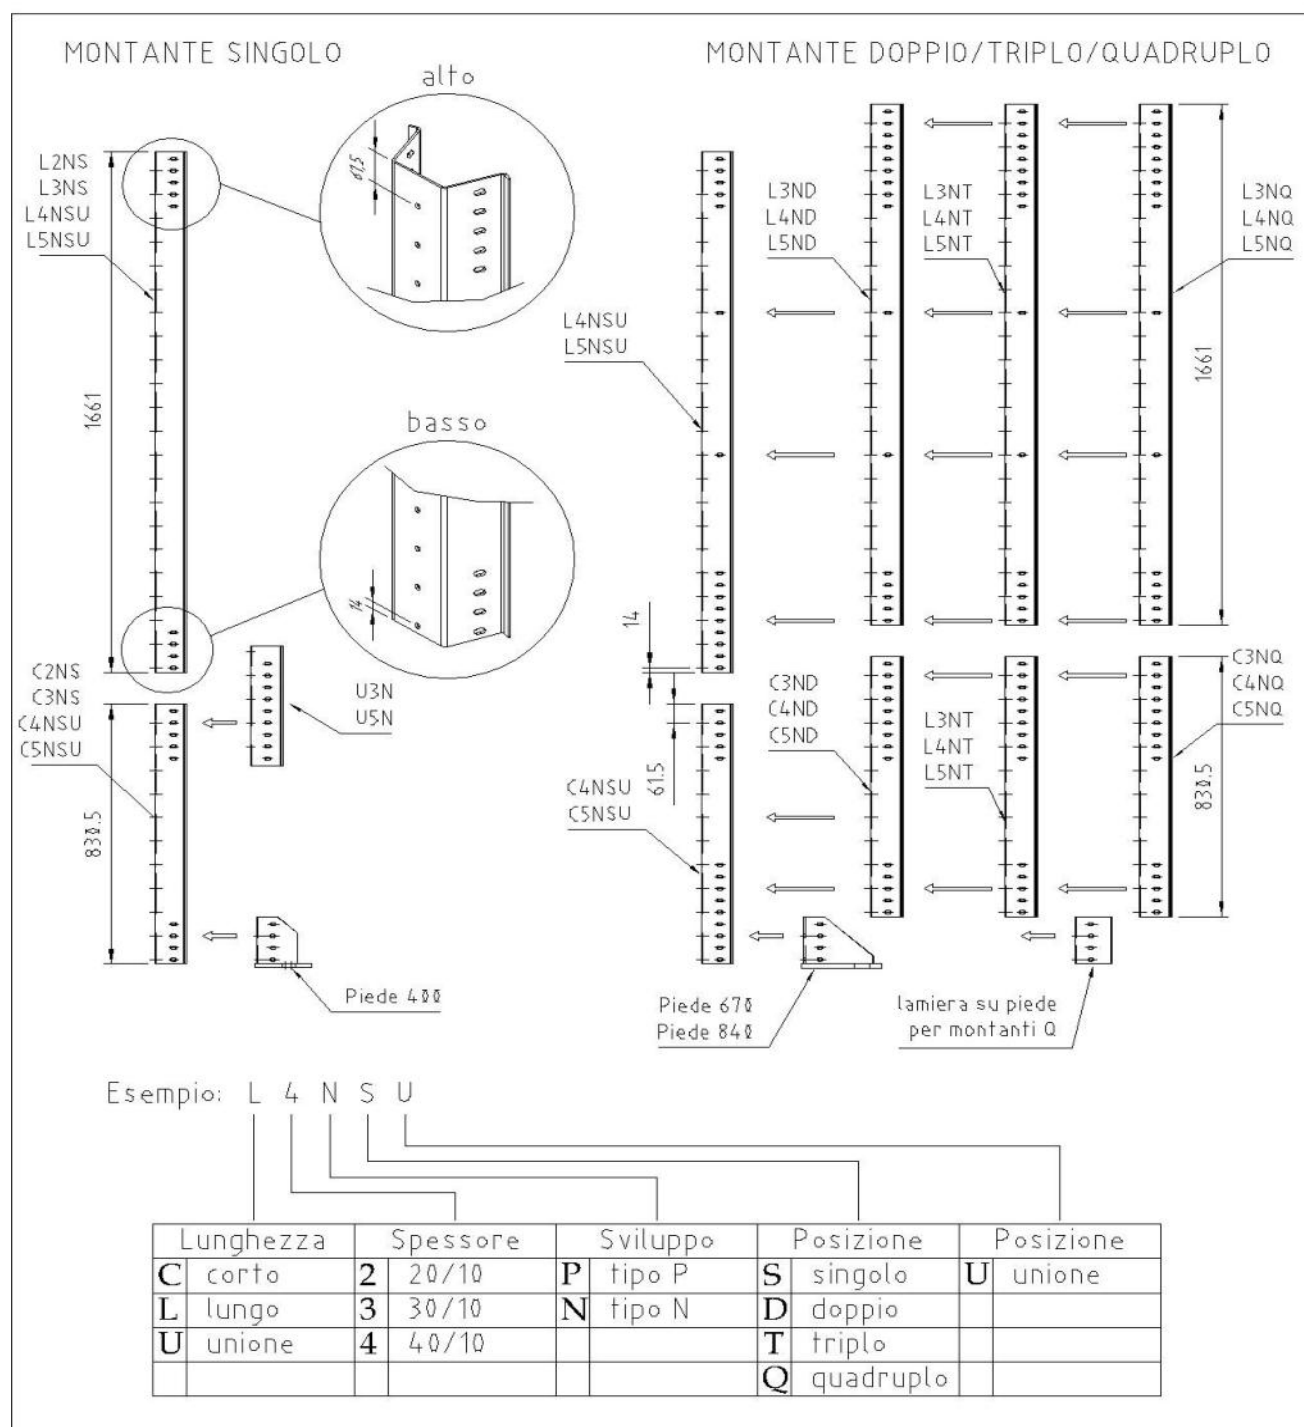 MONTANTE SINGOLO
MONTANTE DOPPIO/TRIPLO/QUADRUPLO
alto
61,5
L2NS
L3NS
L4NSU
L5NSU
1661
basso
14
C2NS
C3NS
C4NSU
C5NSU
830.5
U3N
U5N
Piede 400
L4NSU
L5NSU
L3ND
L4ND
L5ND
L3NT
L4NT
L5NT
L3NQ
L4NQ
L5NQ
1661
14
61.5
C4NSU
C5NSU
C3ND
C4ND
C5ND
L3NT
L4NT
L5NT
C3NQ
C4NQ
C5NQ
830.5
Piede 670
Piede 840
lamiera su piede
per montanti Q
Esempio: L 4 N S U
Lunghezza Spessore Sviluppo Posizione Posizione
C corto 2 20/10 P tipo P S singolo U unione
L lungo 3 30/10 N tipo N D doppio
U unione 4 40/10 T triplo
Q quadruplo